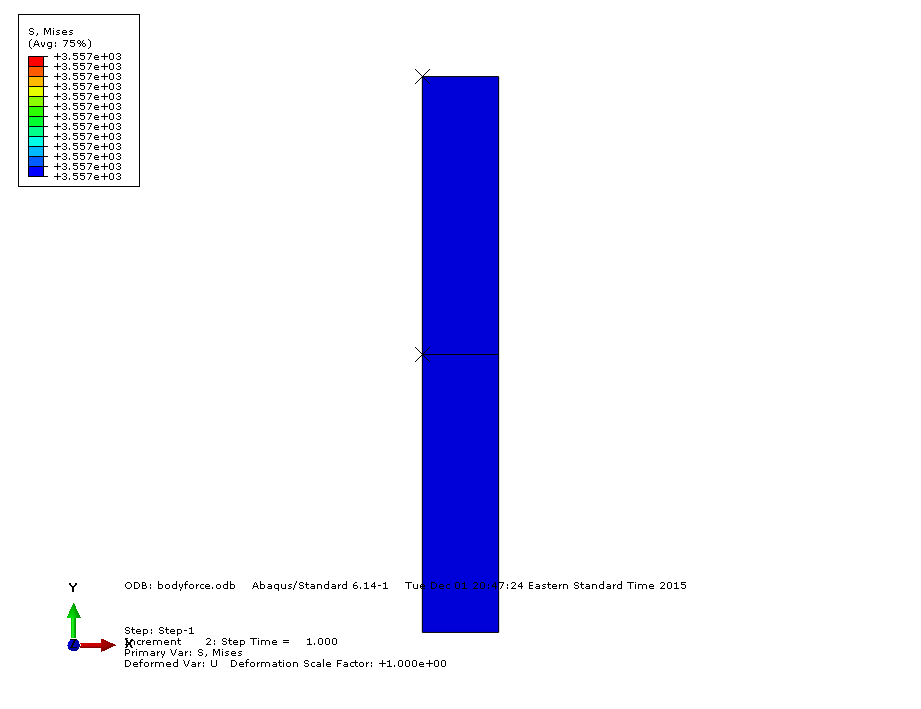 S, Mises
(Avg: 75%)
+3.557e+03
+3.557e+03
+3.557e+03
+3.557e+03
+3.557e+03
+3.557e+03
+3.557e+03
+3.557e+03
+3.557e+03
+3.557e+03
+3.557e+03
+3.557e+03
+3.557e+03
Y
ODB: bodyforce.odb Abaqus/Standard 6.14-1 Tue Dec 01 Eastern Standard Time 2015
Step: Step-1
Increment 2: Step Time = 1.000
X
Primary Var: S, Mises
Deformed Var: U Deformation Scale Factor: +1.000e+00